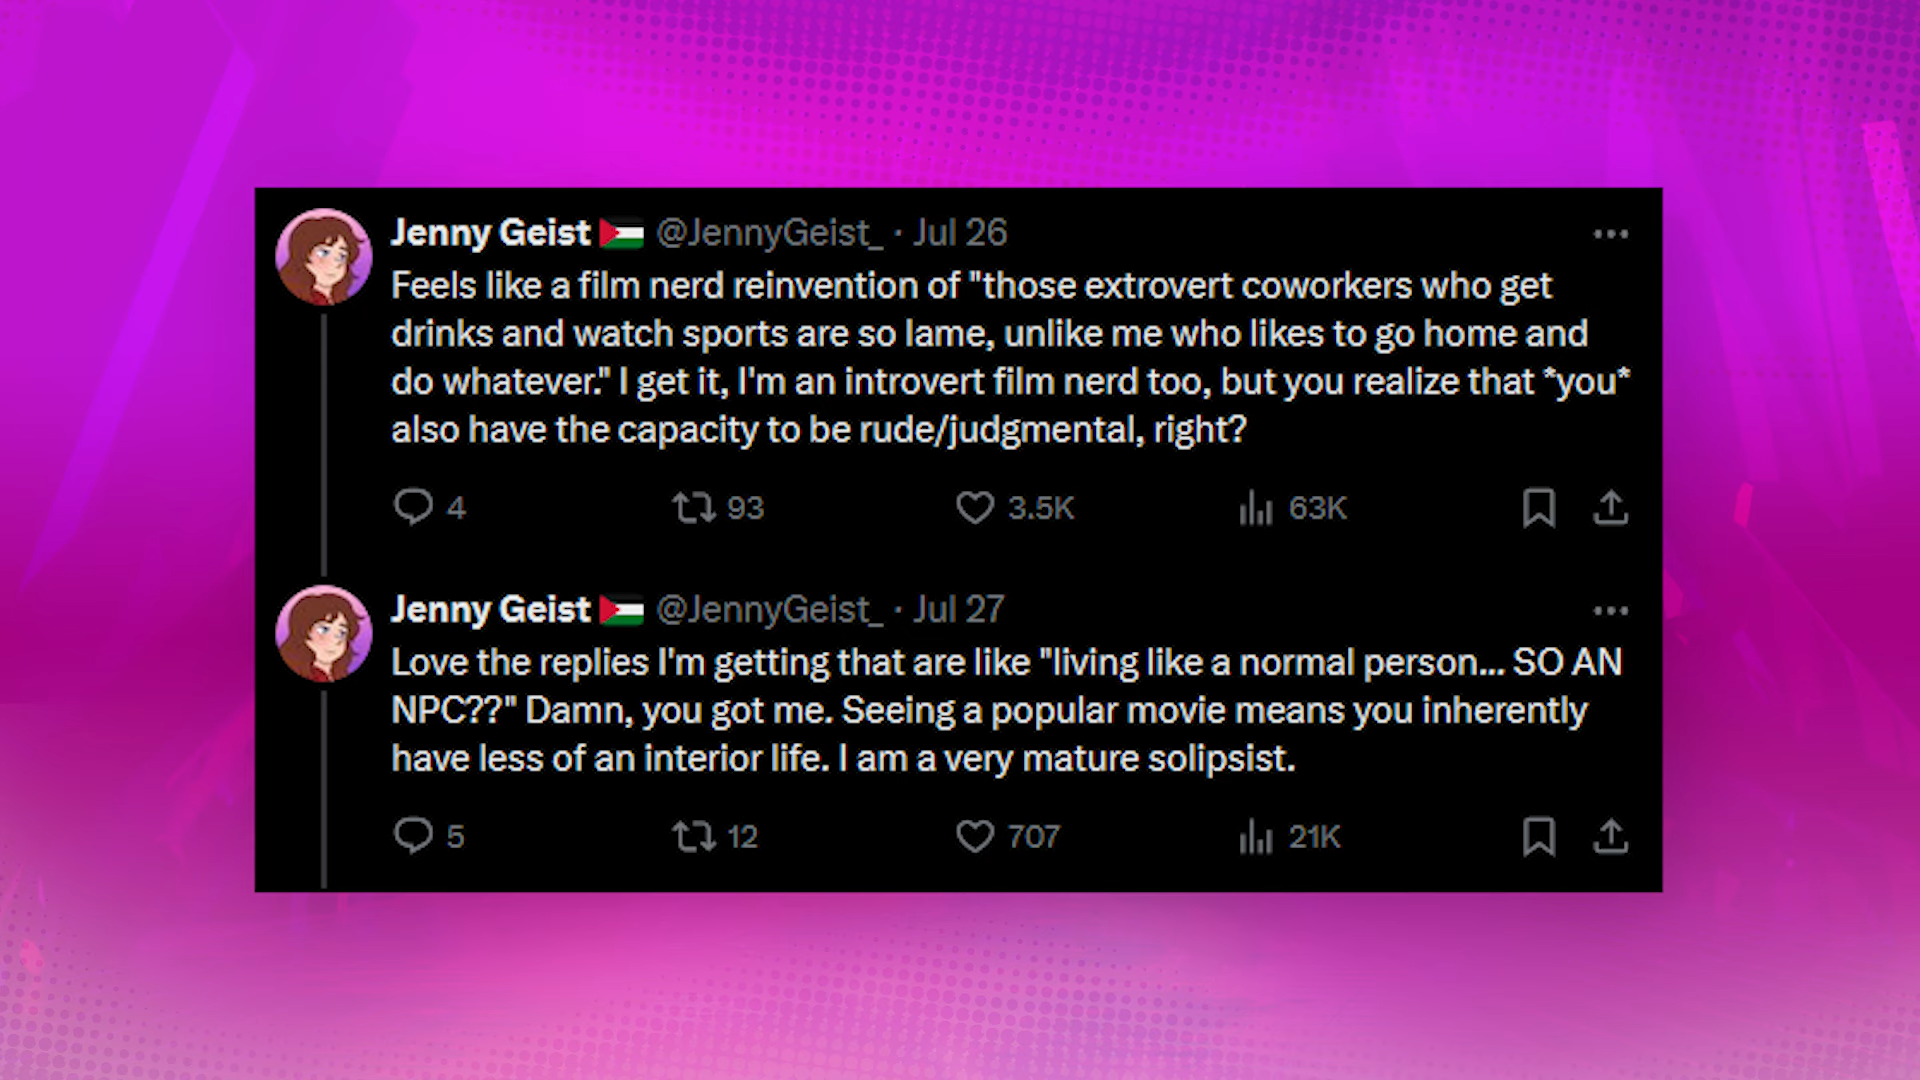 Jenny Geist 🇵🇸 @JennyGeist_ · Jul 26
Feels like a film nerd reinvention of "those extrovert coworkers who get
drinks and watch sports are so lame, unlike me who likes to go home and
do whatever." I get it, I'm an introvert film nerd too, but you realize that *you*
also have the capacity to be rude/judgmental, right?
4 93 3.5K 63K
Jenny Geist 🇵🇸 @JennyGeist_ · Jul 27
Love the replies I'm getting that are like "living like a normal person... SO AN
NPC??" Damn, you got me. Seeing a popular movie means you inherently
have less of an interior life. I am a very mature solipsist.
5 12 707 21K